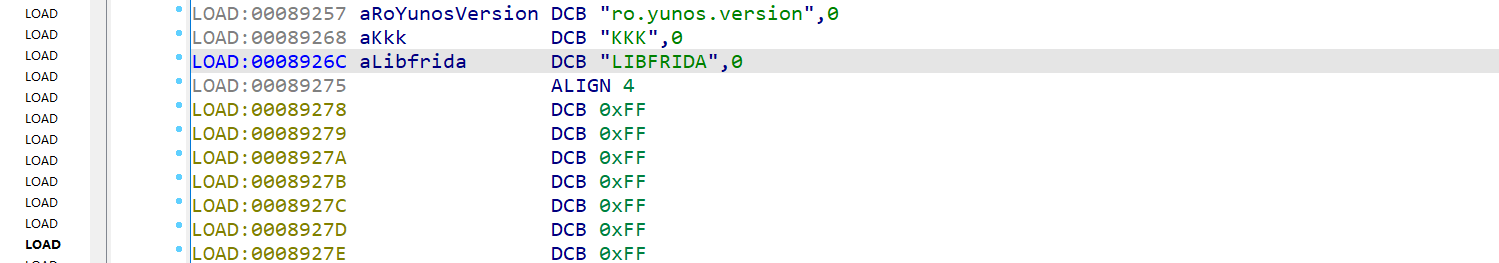 LOAD LOAD:00089257 aRoYunosVersion DCB "ro.yunos.version",0
LOAD LOAD:00089268 aKkk DCB "KKK",0
LOAD LOAD:0008926C aLibfrida DCB "LIBFRIDA",0
LOAD LOAD:00089275 ALIGN 4
LOAD LOAD:00089278 DCB 0xFF
LOAD LOAD:00089279 DCB 0xFF
LOAD LOAD:0008927A DCB 0xFF
LOAD LOAD:0008927B DCB 0xFF
LOAD LOAD:0008927C DCB 0xFF
LOAD LOAD:0008927D DCB 0xFF
LOAD LOAD:0008927E DCB 0xFF
LOAD